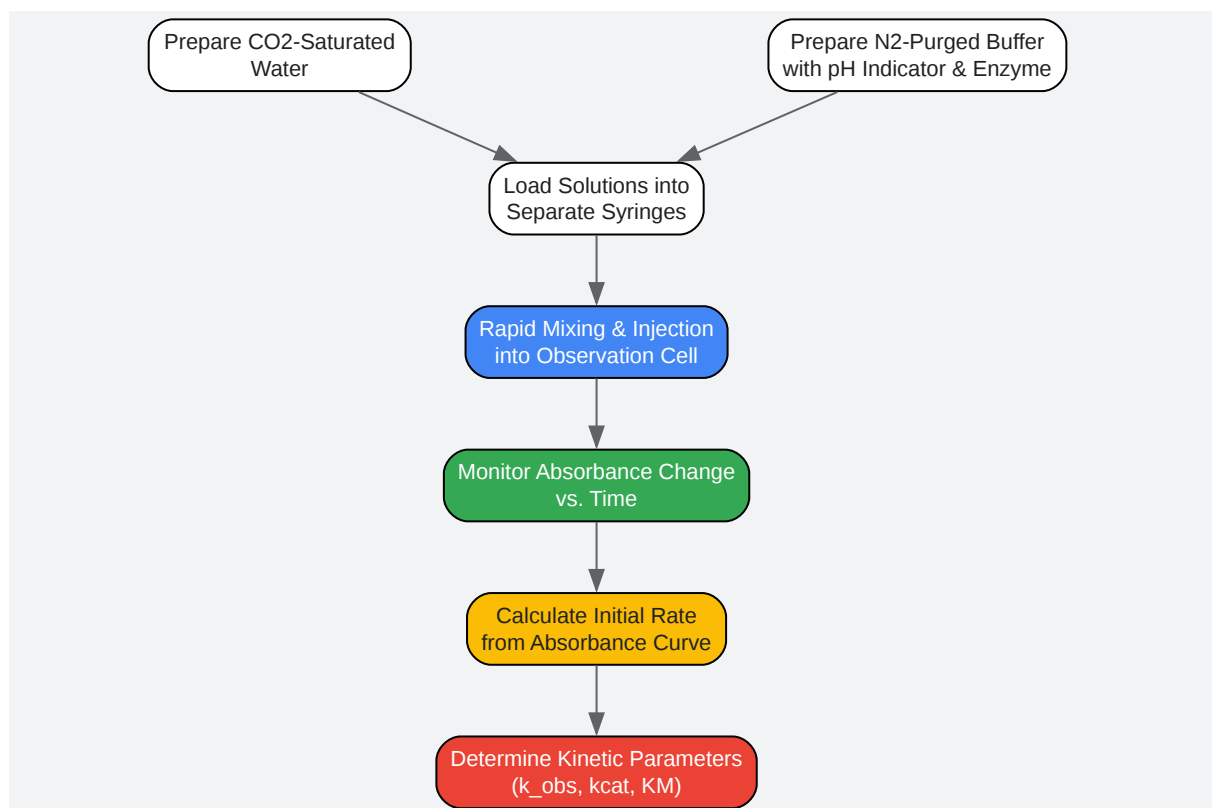 Prepare CO2-Saturated
Water
Prepare N2-Purged Buffer
with pH Indicator & Enzyme
Load Solutions into
Separate Syringes
Rapid Mixing & Injection
into Observation Cell
Monitor Absorbance Change
vs. Time
Calculate Initial Rate
from Absorbance Curve
Determine Kinetic Parameters
(k_obs, kcat, KM)